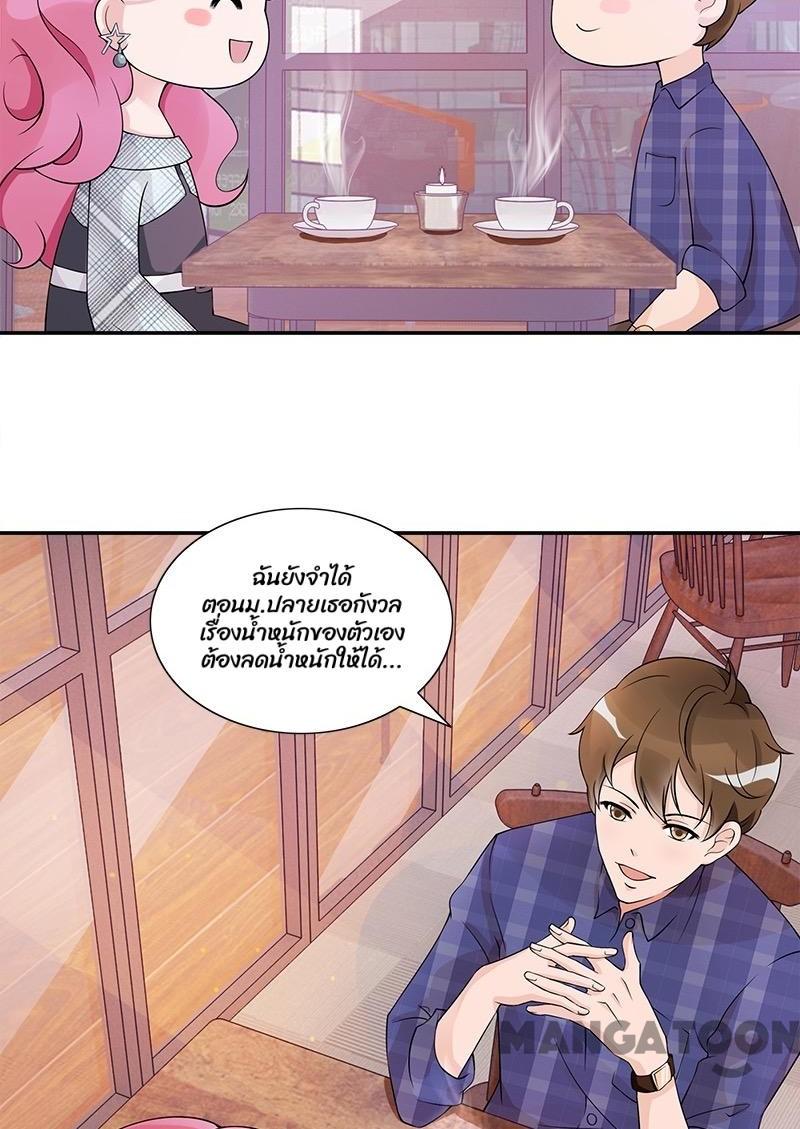 ฉันยังจำได้
ตอนม.ปลายเธอกังวล
เรื่องน้ำหนักของตัวเอง
ต้องลดน้ำหนักให้ได้...
MANGATOON